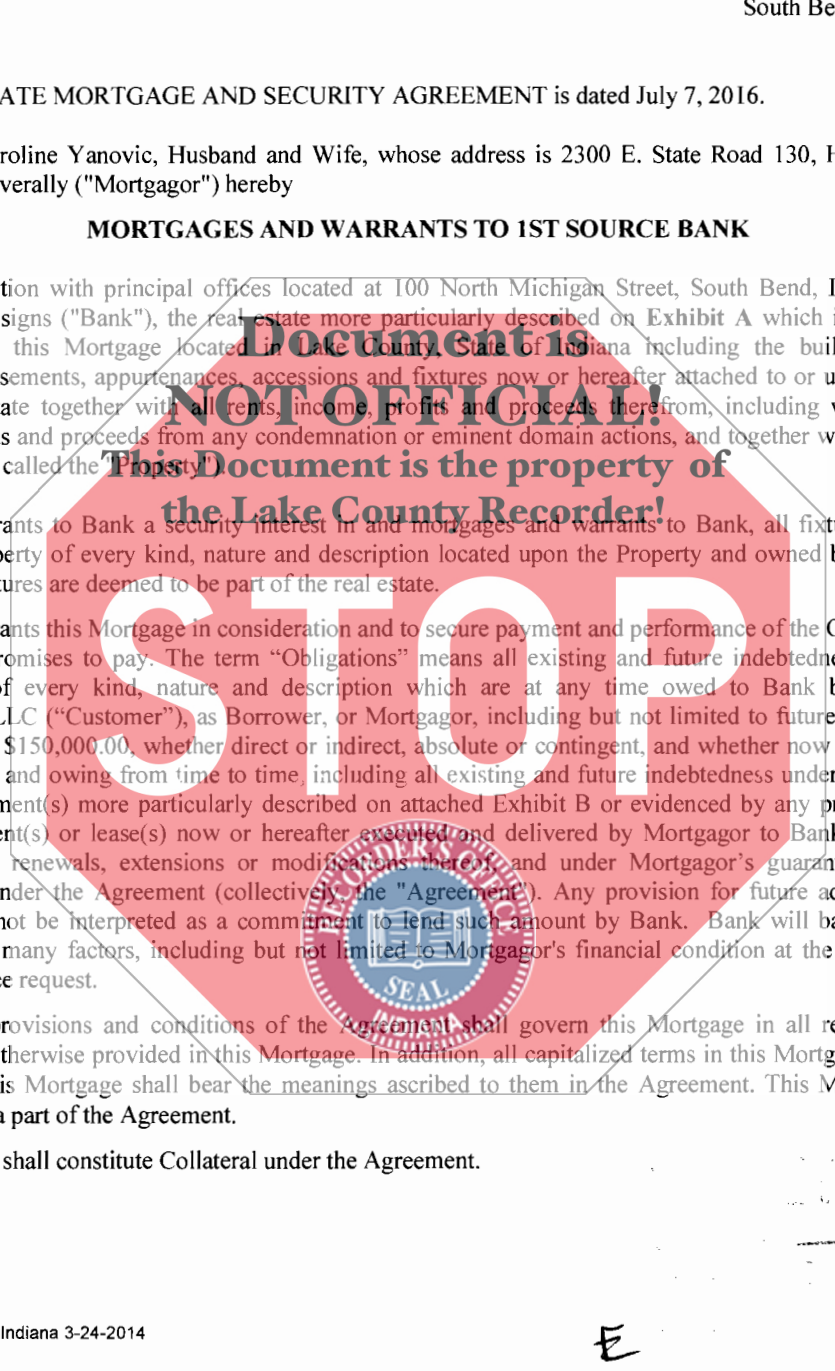 South Be
ATE MORTGAGE AND SECURITY AGREEMENT is dated July 7, 2016.
roline Yanovic, Husband and Wife, whose address is 2300 E. State Road 130, H
verally ("Mortgagor") hereby
MORTGAGES AND WARRANTS TO 1ST SOURCE BANK
tion with principal offices located at 100 North Michigan Street, South Bend, I
signs ("Bank"), the real estate more particularly described on Exhibit A which i
this Mortgage located in Lake County, State of Indiana including the buil
sements, appurtenances, accessions and fixtures now or hereafter attached to or u
ate together with all rents, income, profits and proceeds therefrom, including
s and proceeds from any condemnation or eminent domain actions, and together w
called the "Property").
Document is
NOT OFFICIAL!
This Document is the property of
the Lake County Recorder!
rants to Bank a security interest in and mortgages and warrants to Bank, all fixt
perty of every kind, nature and description located upon the Property and owned b
tures are deemed to be part of the real estate.
STOP
ants this Mortgage in consideration and to secure payment and performance of the O
romises to pay. The term “Obligations” means all existing and future indebtedne
of every kind, nature and description which are at any time owed to Bank b
LLC (“Customer”), as Borrower, or Mortgagor, including but not limited to future
$150,000.00, whether direct or indirect, absolute or contingent, and whether now
and owing from time to time, including all existing and future indebtedness under
ment(s) more particularly described on attached Exhibit B or evidenced by any pr
ent(s) or lease(s) now or hereafter executed and delivered by Mortgagor to Bank
renewals, extensions or modifications thereof, and under Mortgagor's guaran
nder the Agreement (collectively, the "Agreement"). Any provision for future ad
not be interpreted as a commitment to lend such amount by Bank. Bank will ba
many factors, including but not limited to Mortgagor's financial condition at the
e request.
RECORDER'S OFFICE
SEAL
INDIANA
rovisions and conditions of the Agreement shall govern this Mortgage in all re
therwise provided in this Mortgage. In addition, all capitalized terms in this Mortg
is Mortgage shall bear the meanings ascribed to them in the Agreement. This M
a part of the Agreement.
shall constitute Collateral under the Agreement.
Indiana 3-24-2014
E